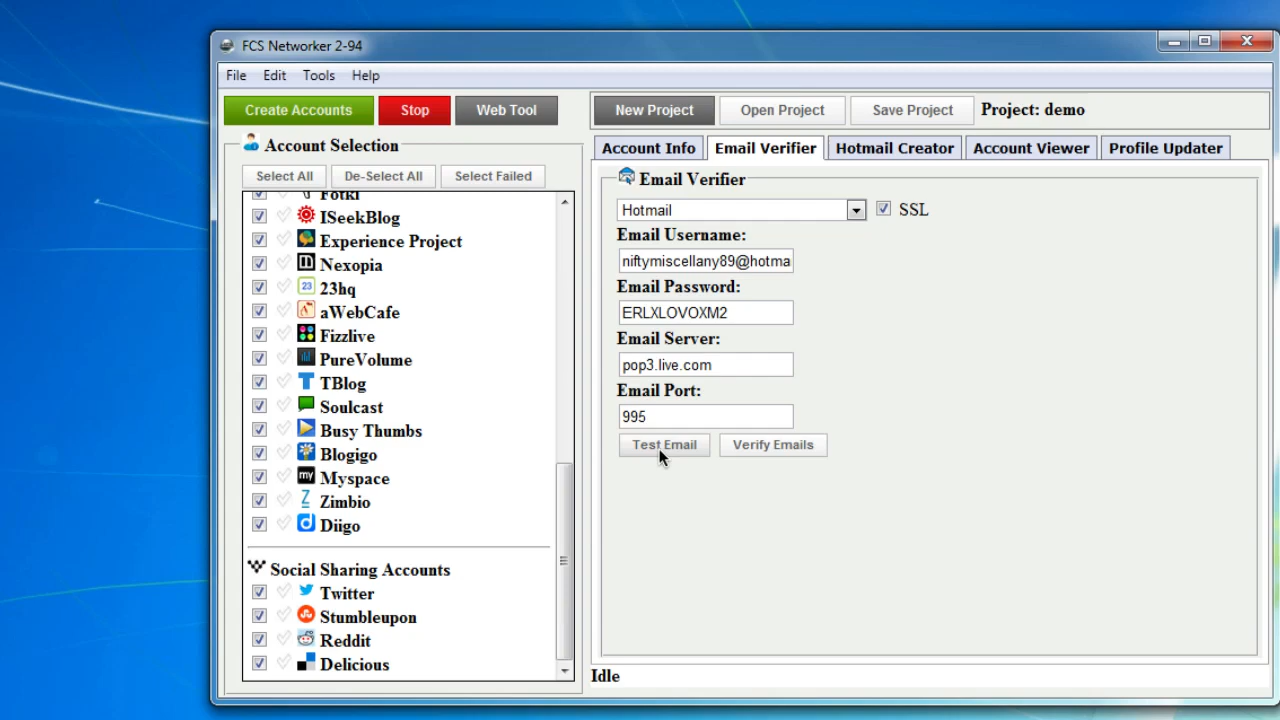 FCS Networker 2-94
File Edit Tools Help
Create Accounts Stop Web Tool
New Project Open Project Save Project Project: demo
Account Selection
Select All De-Select All Select Failed
Fotki
ISeekBlog
Experience Project
Nexopia
23hq
aWebCafe
Fizzlive
PureVolume
TBlog
Soulcast
Busy Thumbs
Blogigo
Myspace
Zimbio
Diigo
Social Sharing Accounts
Twitter
Stumbleupon
Reddit
Delicious
Account Info Email Verifier Hotmail Creator Account Viewer Profile Updater
Email Verifier
Hotmail SSL
Email Username:
niftymiscellany89@hotma
Email Password:
ERLXLOVOXM2
Email Server:
pop3.live.com
Email Port:
995
Test Email Verify Emails
Idle